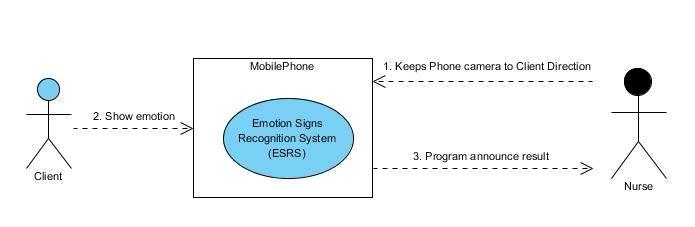 MobilePhone
1. Keeps Phone camera to Client Direction
2. Show emotion
Emotion Signs
Recognition System
(ESRS)
3. Program announce result
Client
Nurse